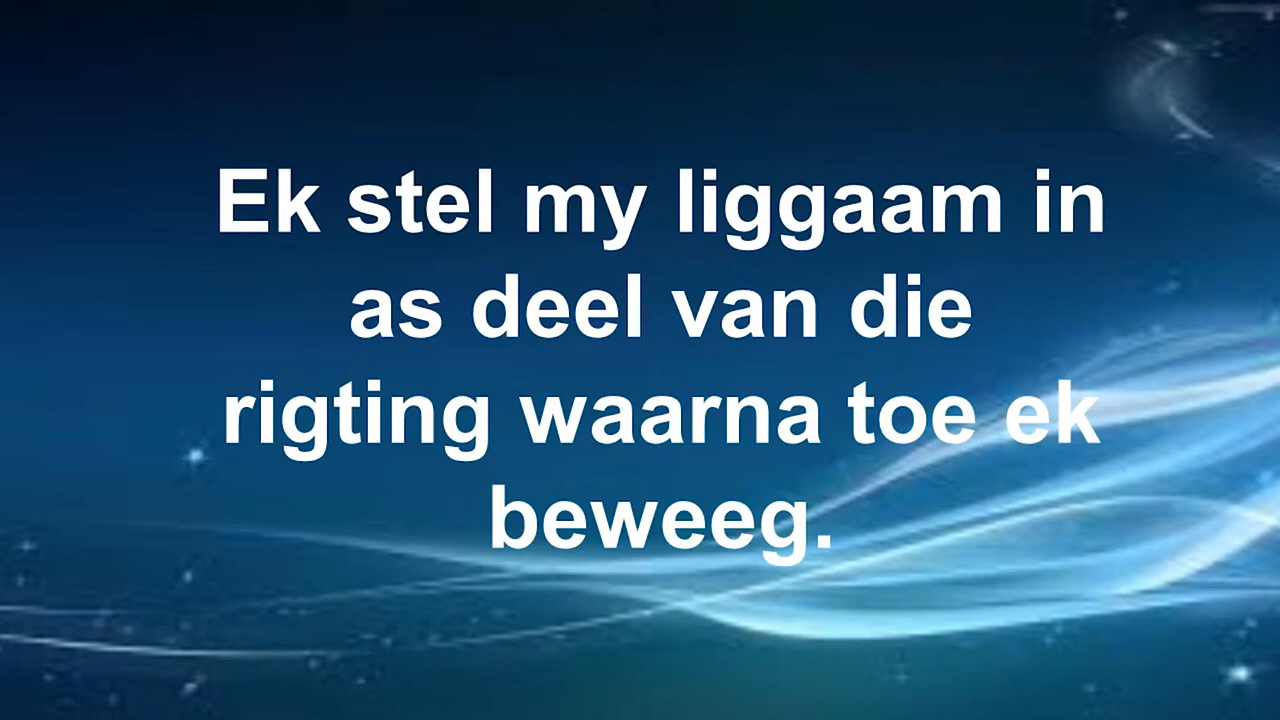 Ek stel my liggaam in
as deel van die
rigting waarna toe ek
beweeg.